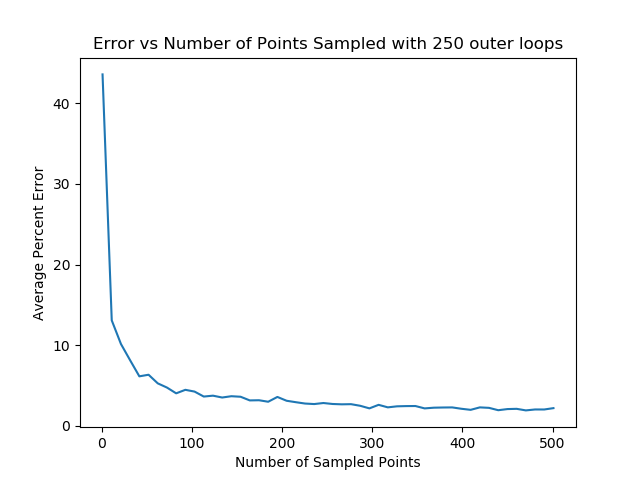 Error vs Number of Points Sampled with 250 outer loops
40
30
20
10
0
Average Percent Error
0 100 200 300 400 500
Number of Sampled Points